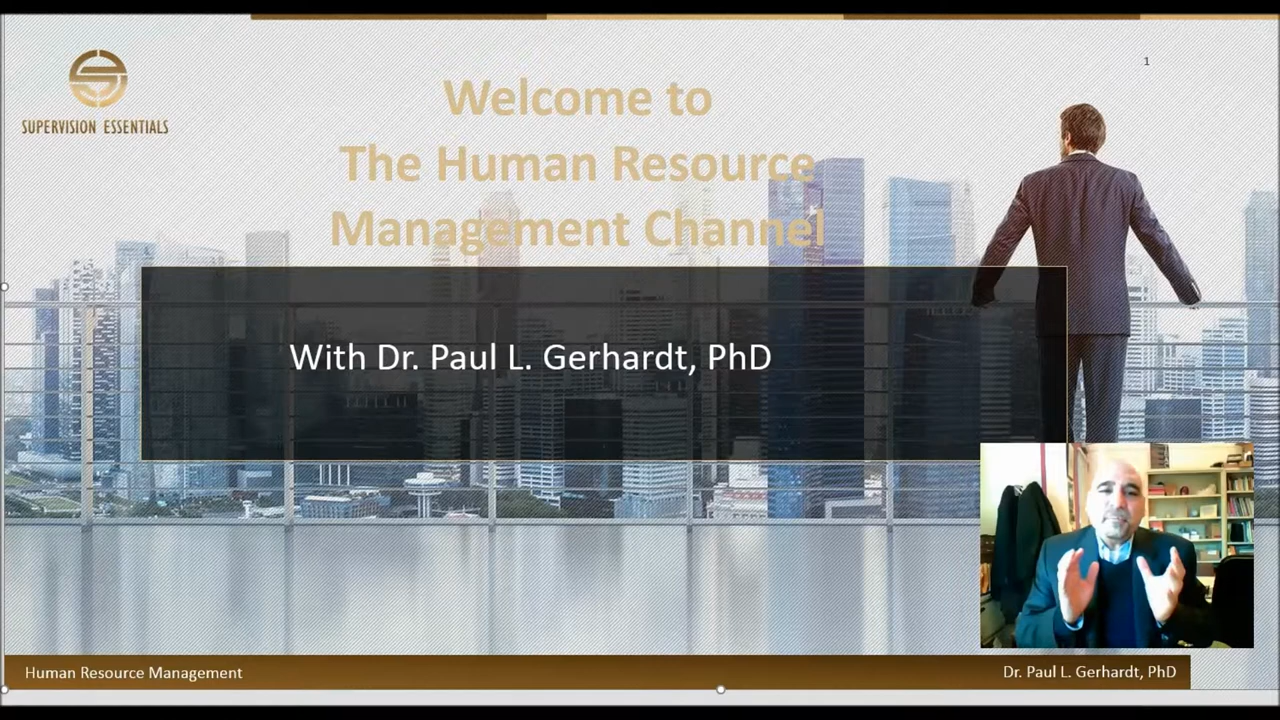 1
SUPERVISION ESSENTIALS
Welcome to
The Human Resource
Management Channel
With Dr. Paul L. Gerhardt, PhD
Human Resource Management
Dr. Paul L. Gerhardt, PhD